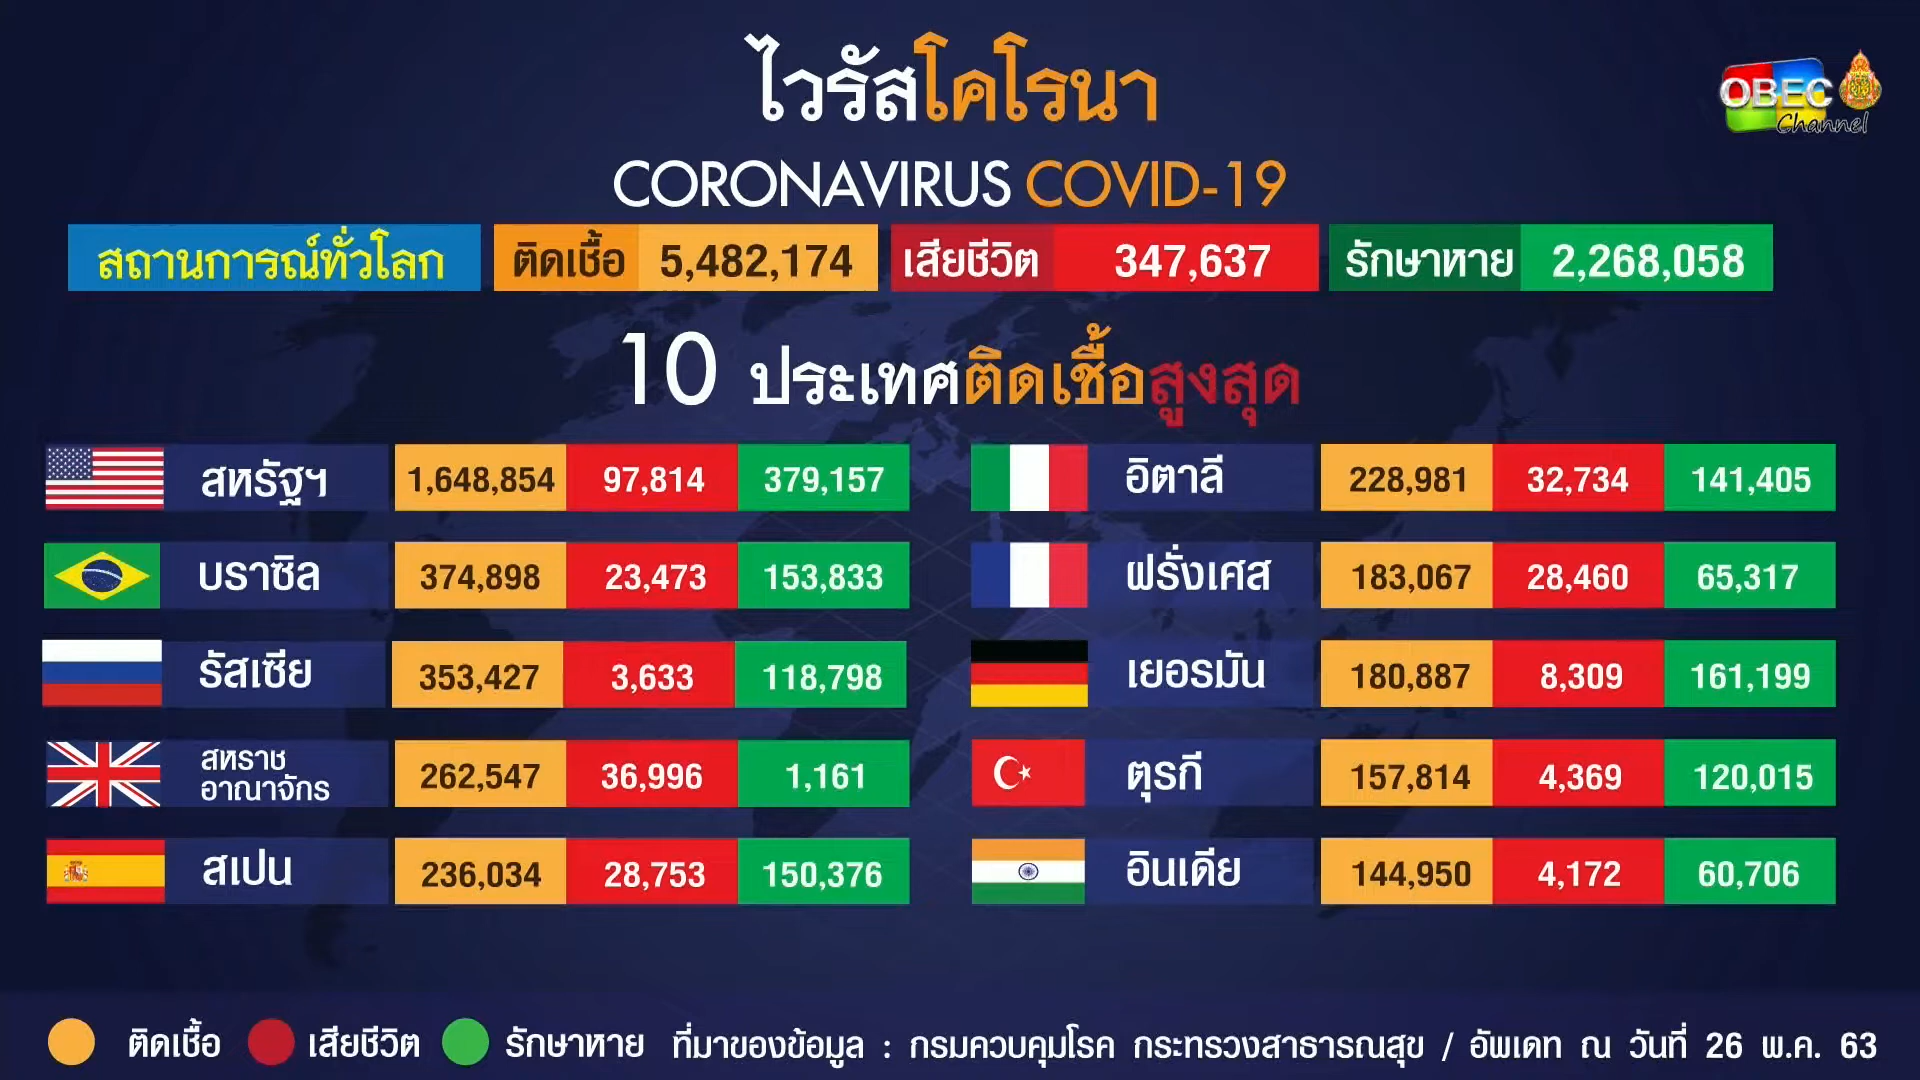 ไวรัสโคโรนา
OBEC
Channel
CORONAVIRUS COVID-19
สถานการณ์ทั่วโลก ติดเชื้อ 5,482,174 เสียชีวิต 347,637 รักษาหาย 2,268,058
10 ประเทศติดเชื้อสูงสุด
สหรัฐฯ 1,648,854 97,814 379,157
บราซิล 374,898 23,473 153,833
รัสเซีย 353,427 3,633 118,798
สหราช
อาณาจักร 262,547 36,996 1,161
สเปน 236,034 28,753 150,376
อิตาลี 228,981 32,734 141,405
ฝรั่งเศส 183,067 28,460 65,317
เยอรมัน 180,887 8,309 161,199
ตุรกี 157,814 4,369 120,015
อินเดีย 144,950 4,172 60,706
ติดเชื้อ เสียชีวิต รักษาหาย ที่มาของข้อมูล : กรมควบคุมโรค กระทรวงสาธารณสุข / อัพเดท ณ วันที่ 26 พ.ค. 63